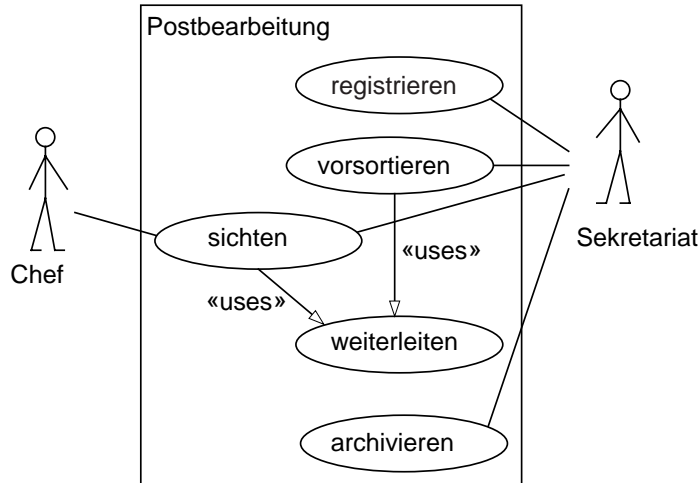 Postbearbeitung
registrieren
vorsortieren
sichten
Sekretariat
«uses»
Chef
«uses»
weiterleiten
archivieren